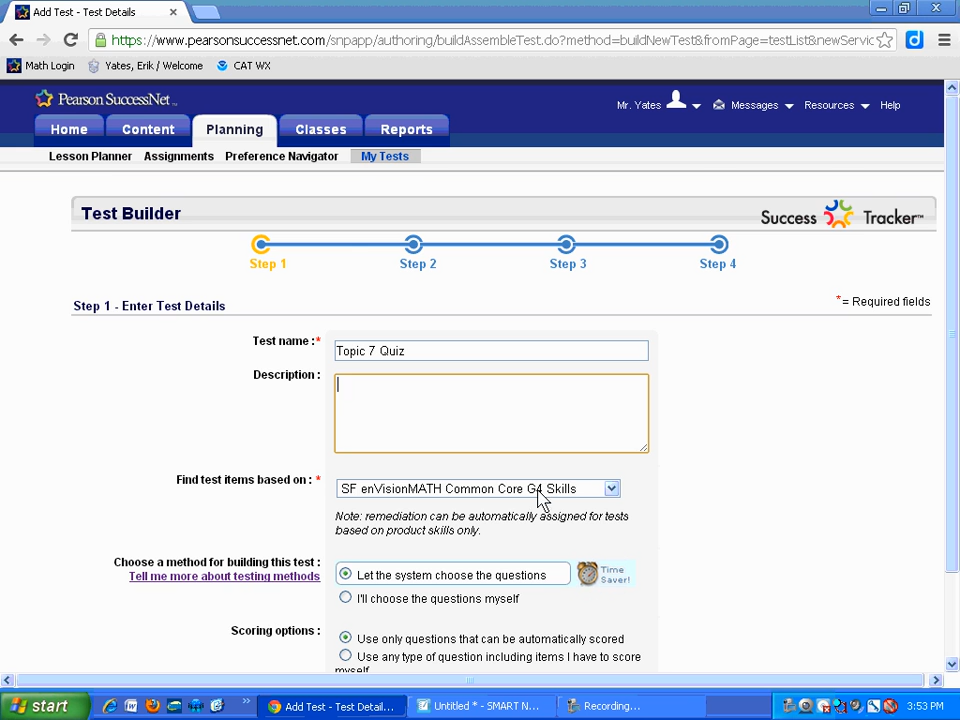 Add Test - Test Details
https://www.pearsonsuccessnet.com/snpapp/authoring/buildAssembleTest.do?method=buildNewTest&fromPage=testList&newServic
Math Login Yates, Erik / Welcome CAT WX
Pearson SuccessNet™
Mr. Yates Messages Resources Help
Home Content Planning Classes Reports
Lesson Planner Assignments Preference Navigator My Tests
Test Builder
Success Tracker™
Step 1 Step 2 Step 3 Step 4
Step 1 - Enter Test Details
*= Required fields
Test name :* Topic 7 Quiz
Description :
Find test items based on : * SF enVisionMATH Common Core G4 Skills
Note: remediation can be automatically assigned for tests
based on product skills only.
Choose a method for building this test :
Tell me more about testing methods
Let the system choose the questions
Time
Saver!
I'll choose the questions myself
Scoring options :
Use only questions that can be automatically scored
Use any type of question including items I have to score
myself
start
Add Test - Test Detail...
Untitled * - SMART N...
Recording...
3:53 PM